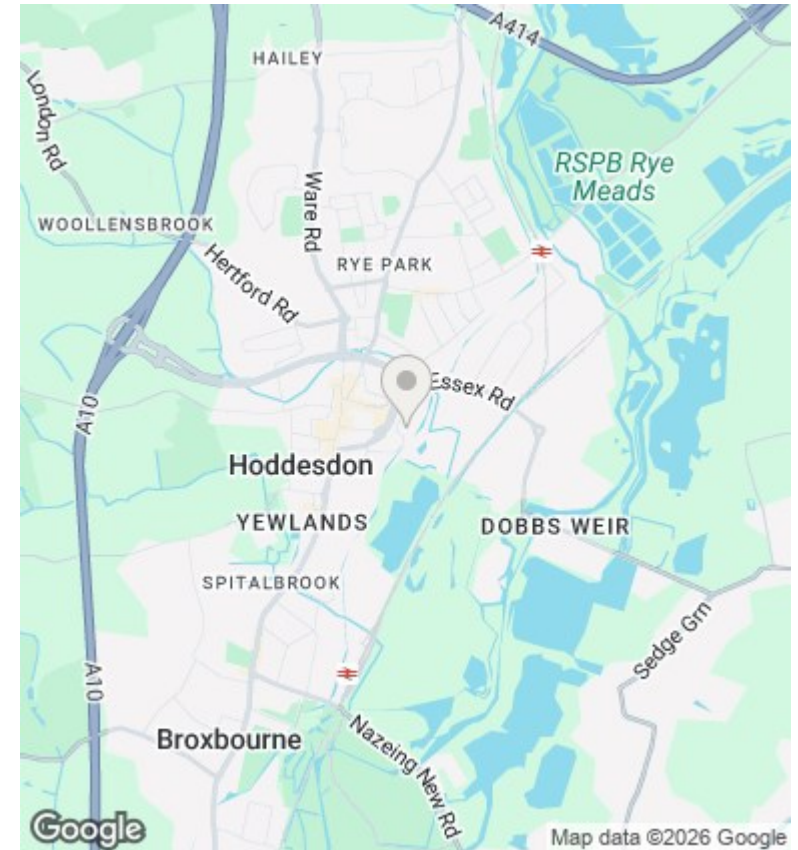 A414
HAILEY
London Rd
RSPB Rye
Meads
Ware Rd
WOOLLENSBROOK
RYE PARK
Hertford Rd
Essex Rd
A10
Hoddesdon
YEWLANDS
DOBBS WEIR
SPITALBROOK
Sedge Grn
A10
Broxbourne
Nazeing New Rd
Google
Map data ©2026 Google